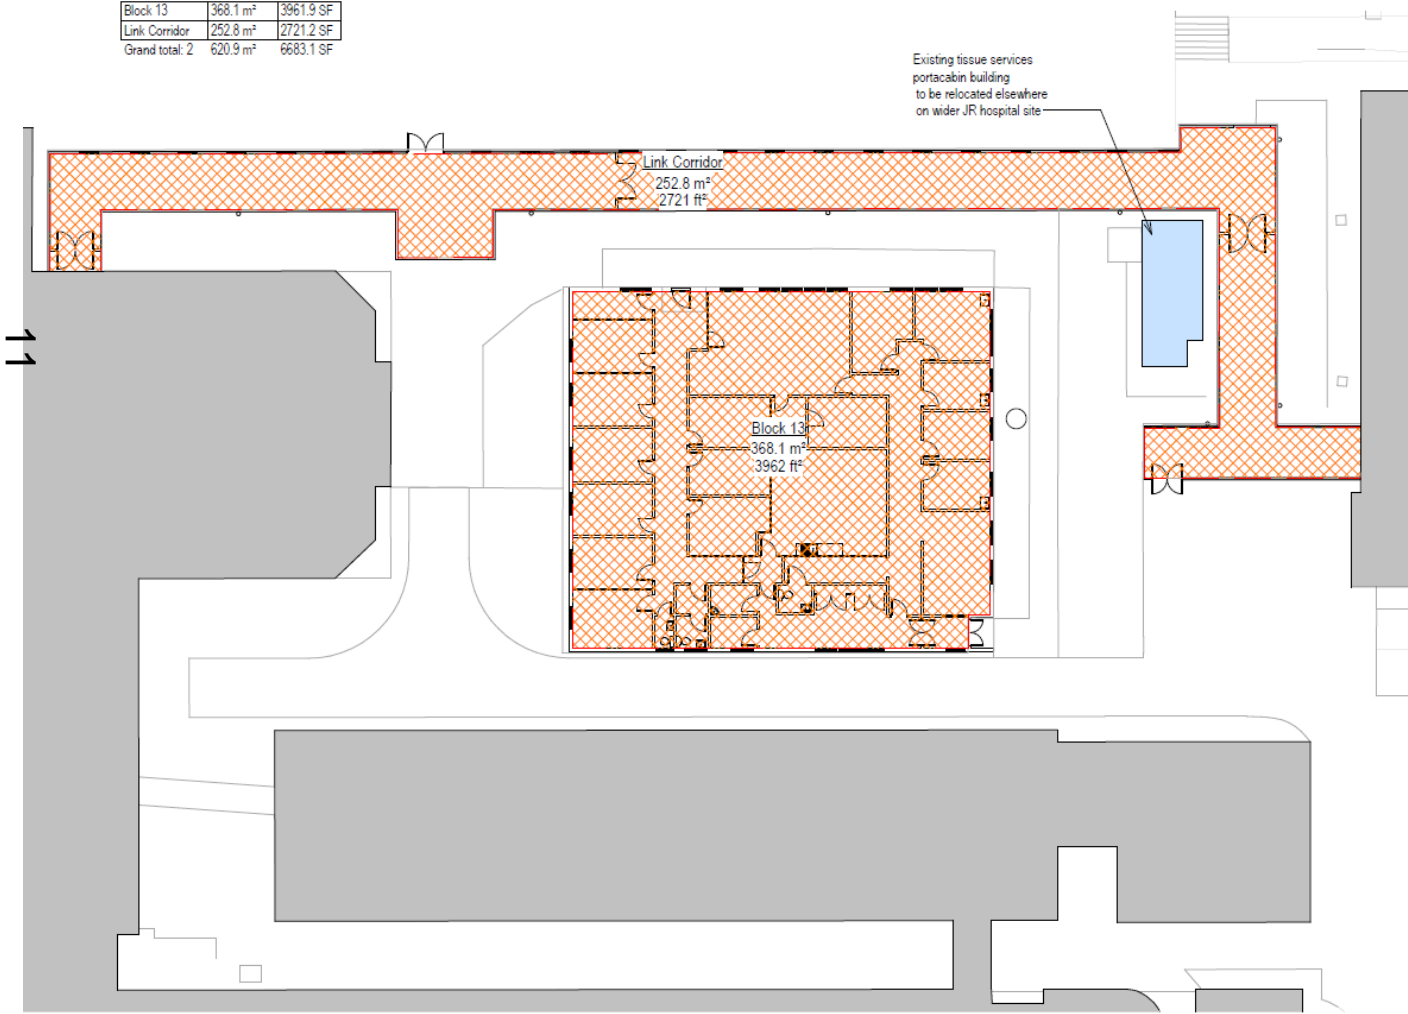 Block 13 368.1 m² 3961.9 SF
Link Corridor 252.8 m² 2721.2 SF
Grand total: 2 620.9 m² 6683.1 SF
Existing tissue services
portacabin building
to be relocated elsewhere
on wider JR hospital site
Link Corridor
252.8 m²
2721 ft²
11
Block 13
368.1 m²
3962 ft²